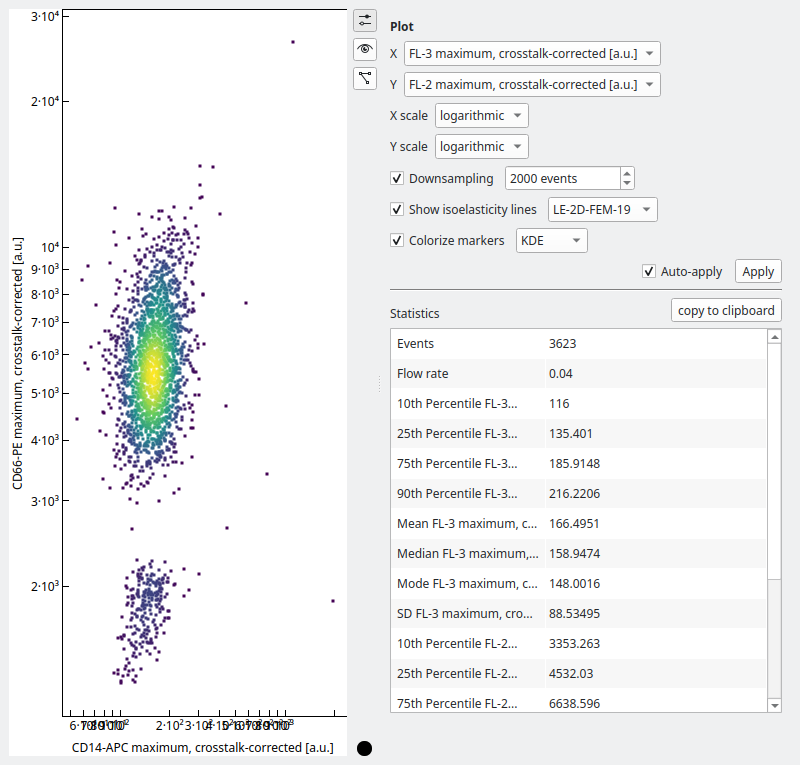 3·10⁴
2·10⁴
10⁴
9·10³
8·10³
7·10³
6·10³
5·10³
4·10³
3·10³
2·10³
CD66-PE maximum, crosstalk-corrected [a.u.]
2·10²
3·10²
CD14-APC maximum, crosstalk-corrected [a.u.]
Plot
X FL-3 maximum, crosstalk-corrected [a.u.]
Y FL-2 maximum, crosstalk-corrected [a.u.]
X scale logarithmic
Y scale logarithmic
Downsampling 2000 events
Show isoelasticity lines LE-2D-FEM-19
Colorize markers KDE
Auto-apply Apply
Statistics copy to clipboard
Events 3623
Flow rate 0.04
10th Percentile FL-3... 116
25th Percentile FL-3... 135.401
75th Percentile FL-3... 185.9148
90th Percentile FL-3... 216.2206
Mean FL-3 maximum, c... 166.4951
Median FL-3 maximum,... 158.9474
Mode FL-3 maximum, c... 148.0016
SD FL-3 maximum, cro... 88.53495
10th Percentile FL-2... 3353.263
25th Percentile FL-2... 4532.03
75th Percentile FL-2... 6638.596